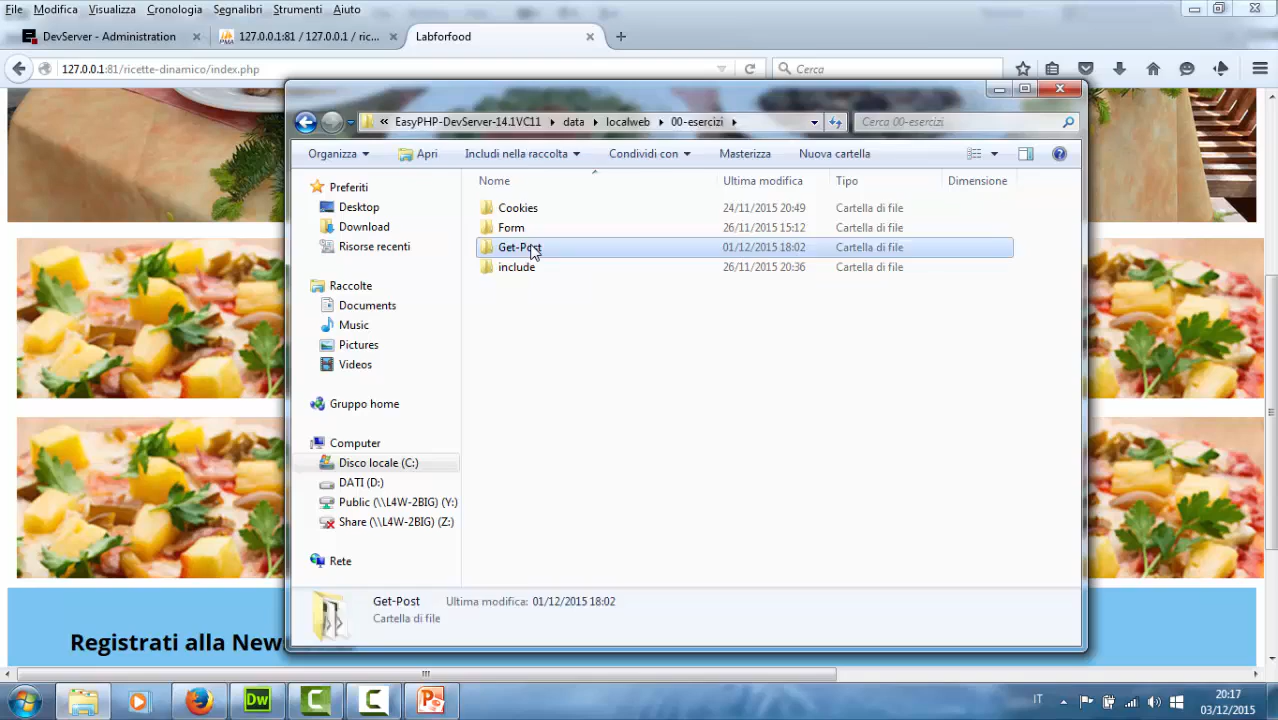 File Modifica Visualizza Cronologia Segnalibri Strumenti Aiuto
DevServer - Administration
127.0.0.1:81 / 127.0.0.1 / ric...
Labforfood
127.0.0.1:81/ricette-dinamico/index.php
Cerca
EasyPHP-DevServer-14.1VC11 data localweb 00-esercizi
Cerca 00-esercizi
Organizza Apri Includi nella raccolta Condividi con Masterizza Nuova cartella
Nome Ultima modifica Tipo Dimensione
Cookies 24/11/2015 20:49 Cartella di file
Form 26/11/2015 15:12 Cartella di file
Get-Post 01/12/2015 18:02 Cartella di file
include 26/11/2015 20:36 Cartella di file
Preferiti
Desktop
Download
Risorse recenti
Raccolte
Documents
Music
Pictures
Videos
Gruppo home
Computer
Disco locale (C:)
DATI (D:)
Public (\\L4W-2BIG) (Y:)
Share (\\L4W-2BIG) (Z:)
Rete
Get-Post Ultima modifica: 01/12/2015 18:02
Cartella di file
Registrati alla New
Dw
IT
20:17
03/12/2015